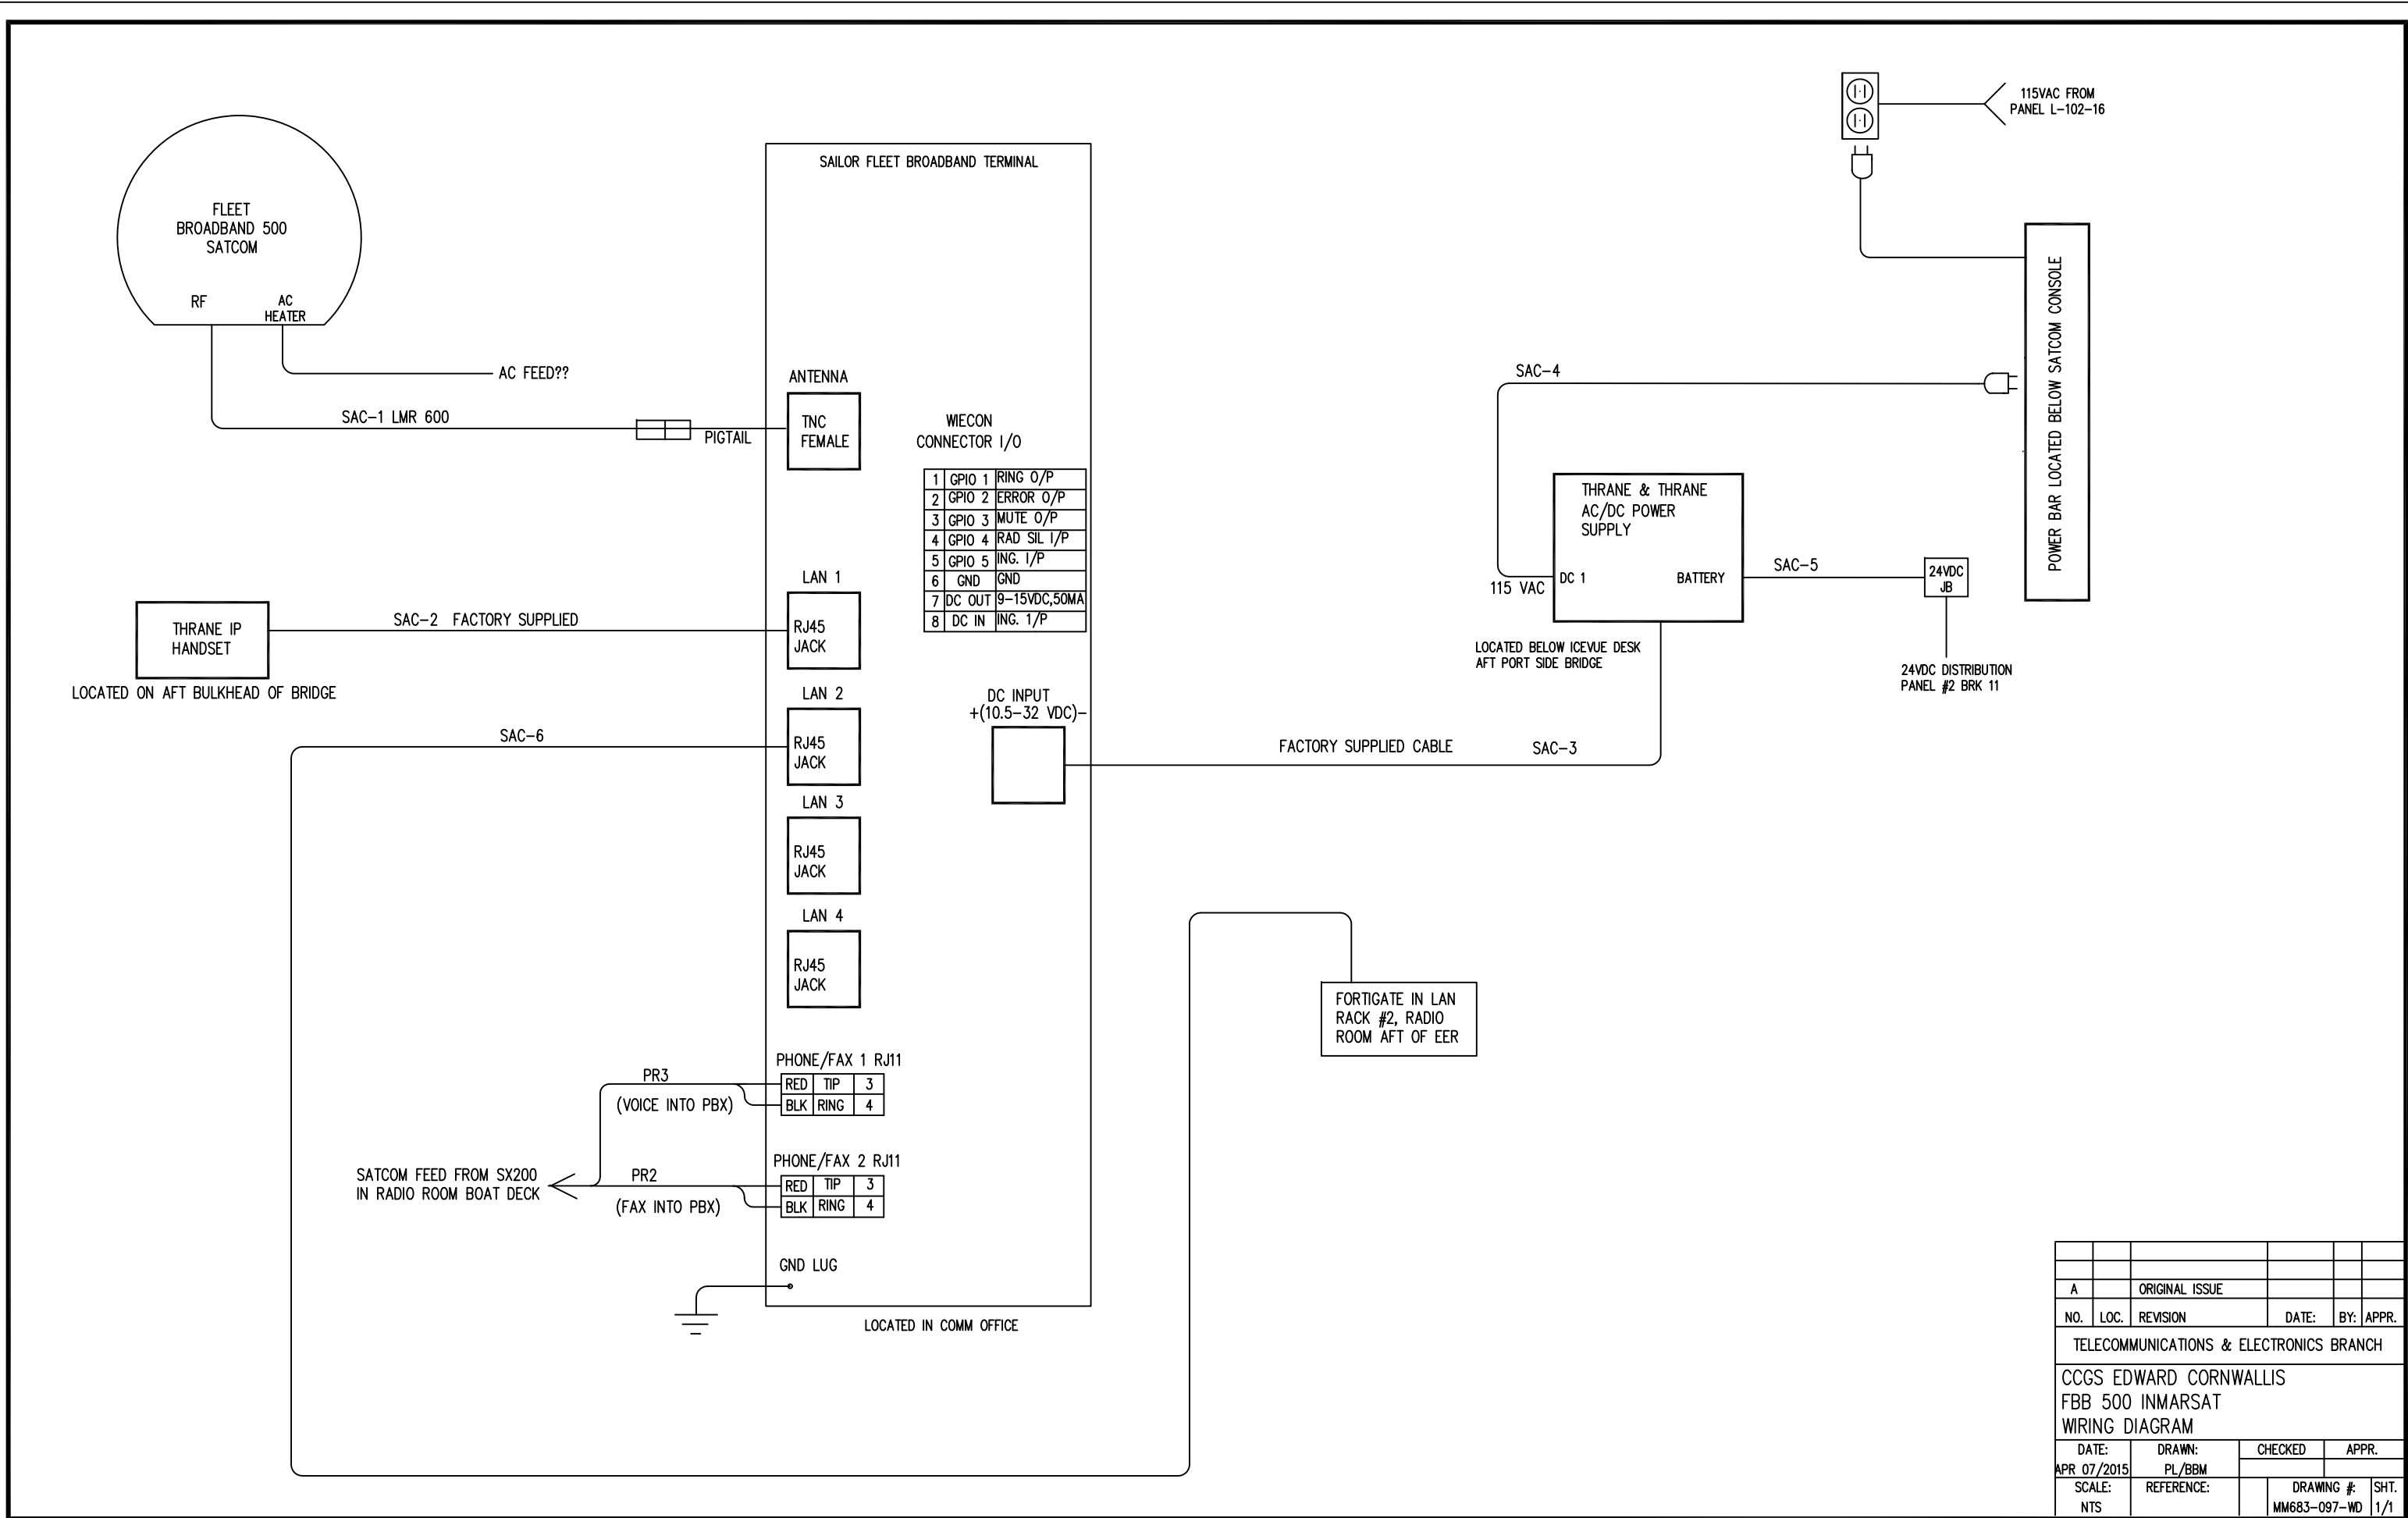 FLEET
BROADBAND 500
SATCOM
RF
AC
HEATER
AC FEED??
SAC-1 LMR 600
PIGTAIL
SAILOR FLEET BROADBAND TERMINAL
ANTENNA
TNC
FEMALE
WIECON
CONNECTOR I/O
1 GPIO 1 RING O/P
2 GPIO 2 ERROR O/P
3 GPIO 3 MUTE O/P
4 GPIO 4 RAD SIL I/P
5 GPIO 5 ING. I/P
6 GND GND
7 DC OUT 9-15VDC,50MA
8 DC IN ING. 1/P
THRANE IP
HANDSET
LOCATED ON AFT BULKHEAD OF BRIDGE
SAC-2 FACTORY SUPPLIED
LAN 1
RJ45
JACK
SAC-6
LAN 2
RJ45
JACK
LAN 3
RJ45
JACK
LAN 4
RJ45
JACK
DC INPUT
+(10.5-32 VDC)-
FACTORY SUPPLIED CABLE SAC-3
115VAC FROM
PANEL L-102-16
POWER BAR LOCATED BELOW SATCOM CONSOLE
SAC-4
THRANE & THRANE
AC/DC POWER
SUPPLY
115 VAC
DC 1
BATTERY
SAC-5
24VDC
JB
LOCATED BELOW ICEVUE DESK
AFT PORT SIDE BRIDGE
24VDC DISTRIBUTION
PANEL #2 BRK 11
FORTIGATE IN LAN
RACK #2, RADIO
ROOM AFT OF EER
PHONE/FAX 1 RJ11
RED TIP 3
BLK RING 4
PR3
(VOICE INTO PBX)
PHONE/FAX 2 RJ11
RED TIP 3
BLK RING 4
PR2
(FAX INTO PBX)
SATCOM FEED FROM SX200
IN RADIO ROOM BOAT DECK
GND LUG
LOCATED IN COMM OFFICE
A ORIGINAL ISSUE
NO. LOC. REVISION DATE: BY: APPR.
TELECOMMUNICATIONS & ELECTRONICS BRANCH
CCGS EDWARD CORNWALLIS
FBB 500 INMARSAT
WIRING DIAGRAM
DATE: DRAWN: CHECKED APPR.
APR 07/2015 PL/BBM
SCALE: REFERENCE: DRAWING #: SHT.
NTS MM683-097-WD 1/1